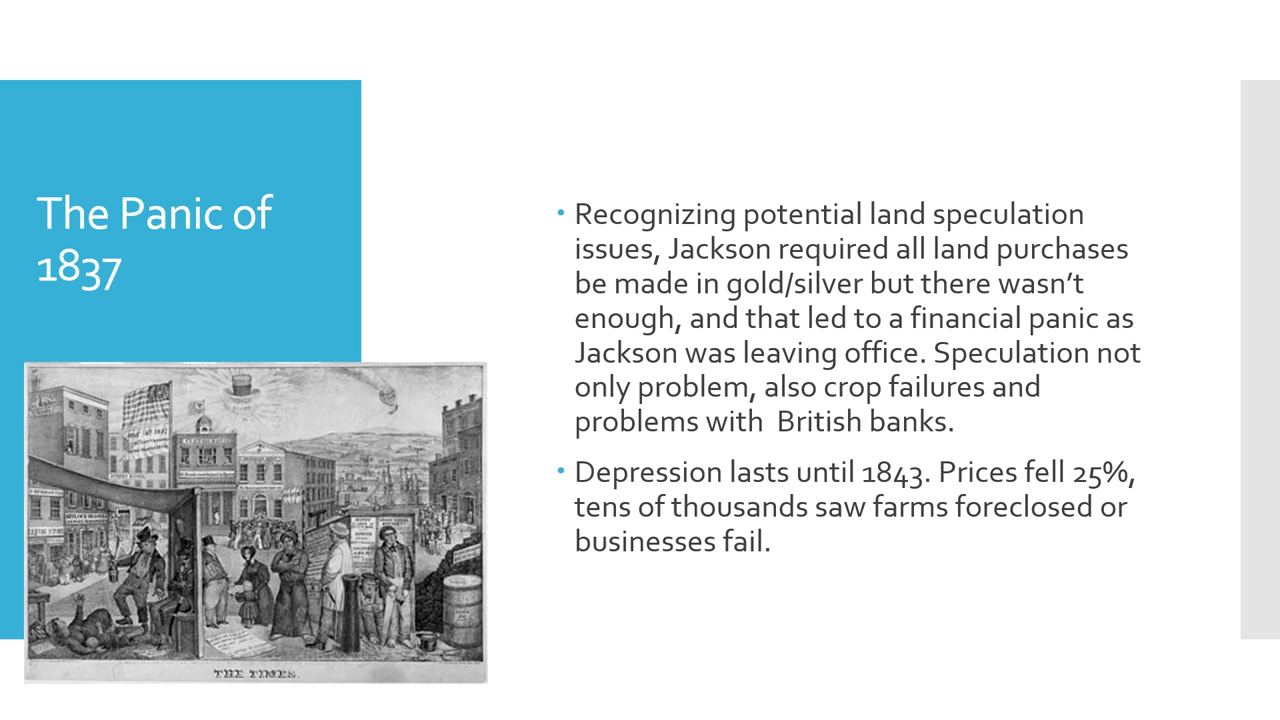 The Panic of
1837
• Recognizing potential land speculation
issues, Jackson required all land purchases
be made in gold/silver but there wasn’t
enough, and that led to a financial panic as
Jackson was leaving office. Speculation not
only problem, also crop failures and
problems with  British banks.
• Depression lasts until 1843. Prices fell 25%,
tens of thousands saw farms foreclosed or
businesses fail.
THE TIMES.